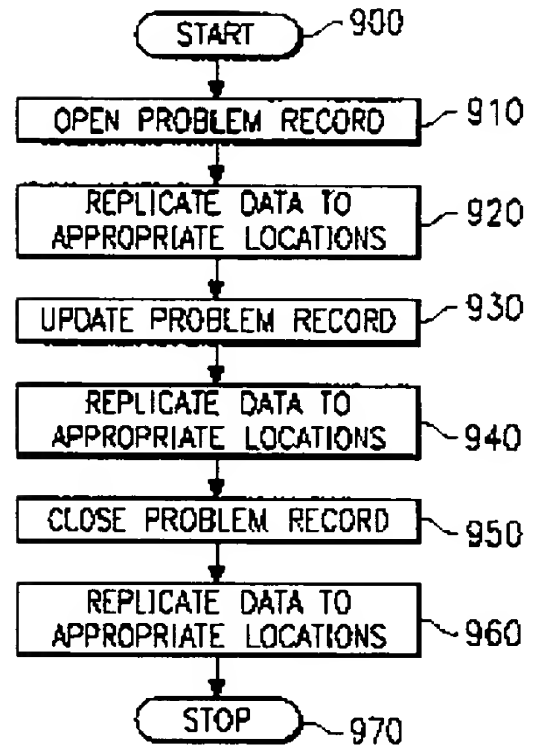 START
900
OPEN PROBLEM RECORD
910
REPLICATE DATA TO
APPROPRIATE LOCATIONS
920
UPDATE PROBLEM RECORD
930
REPLICATE DATA TO
APPROPRIATE LOCATIONS
940
CLOSE PROBLEM RECORD
950
REPLICATE DATA TO
APPROPRIATE LOCATIONS
960
STOP
970